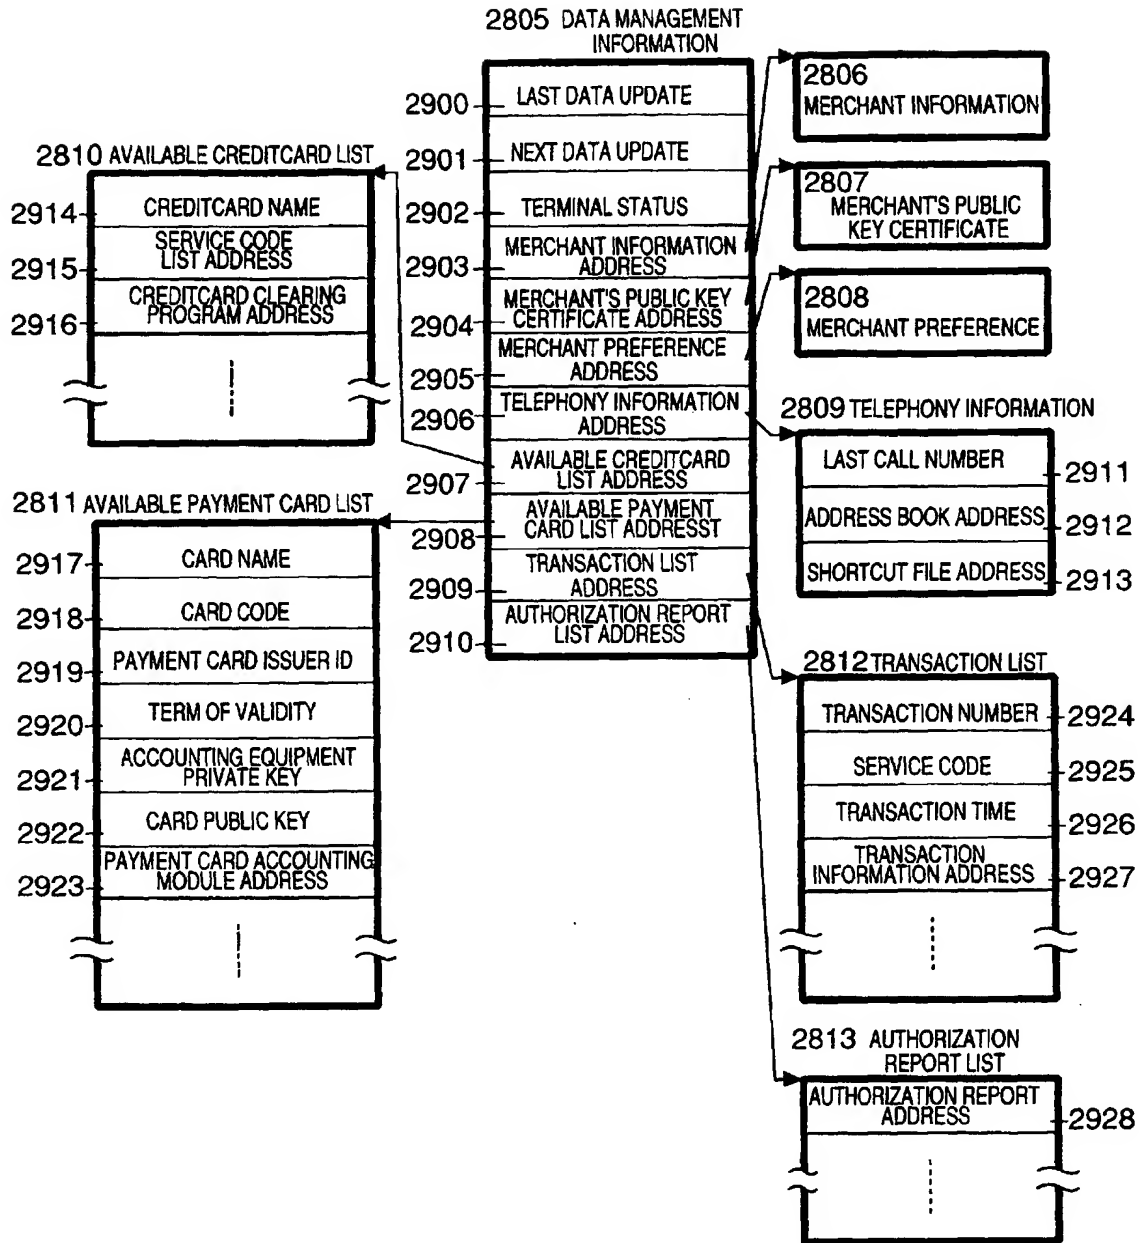 2805 DATA MANAGEMENT
INFORMATION
2900 LAST DATA UPDATE
2901 NEXT DATA UPDATE
2902 TERMINAL STATUS
2903 MERCHANT INFORMATION
ADDRESS
2904 MERCHANT'S PUBLIC KEY
CERTIFICATE ADDRESS
2905 MERCHANT PREFERENCE
ADDRESS
2906 TELEPHONY INFORMATION
ADDRESS
2907 AVAILABLE CREDITCARD
LIST ADDRESS
2908 AVAILABLE PAYMENT
CARD LIST ADDRESST
2909 TRANSACTION LIST
ADDRESS
2910 AUTHORIZATION REPORT
LIST ADDRESS
2810 AVAILABLE CREDITCARD LIST
2914 CREDITCARD NAME
2915 SERVICE CODE
LIST ADDRESS
2916 CREDITCARD CLEARING
PROGRAM ADDRESS
2811 AVAILABLE PAYMENT CARD LIST
2917 CARD NAME
2918 CARD CODE
2919 PAYMENT CARD ISSUER ID
2920 TERM OF VALIDITY
2921 ACCOUNTING EQUIPMENT
PRIVATE KEY
2922 CARD PUBLIC KEY
2923 PAYMENT CARD ACCOUNTING
MODULE ADDRESS
2806
MERCHANT INFORMATION
2807
MERCHANT'S PUBLIC
KEY CERTIFICATE
2808
MERCHANT PREFERENCE
2809 TELEPHONY INFORMATION
LAST CALL NUMBER 2911
ADDRESS BOOK ADDRESS 2912
SHORTCUT FILE ADDRESS 2913
2812 TRANSACTION LIST
TRANSACTION NUMBER 2924
SERVICE CODE 2925
TRANSACTION TIME 2926
TRANSACTION
INFORMATION ADDRESS 2927
2813 AUTHORIZATION
REPORT LIST
AUTHORIZATION REPORT
ADDRESS 2928